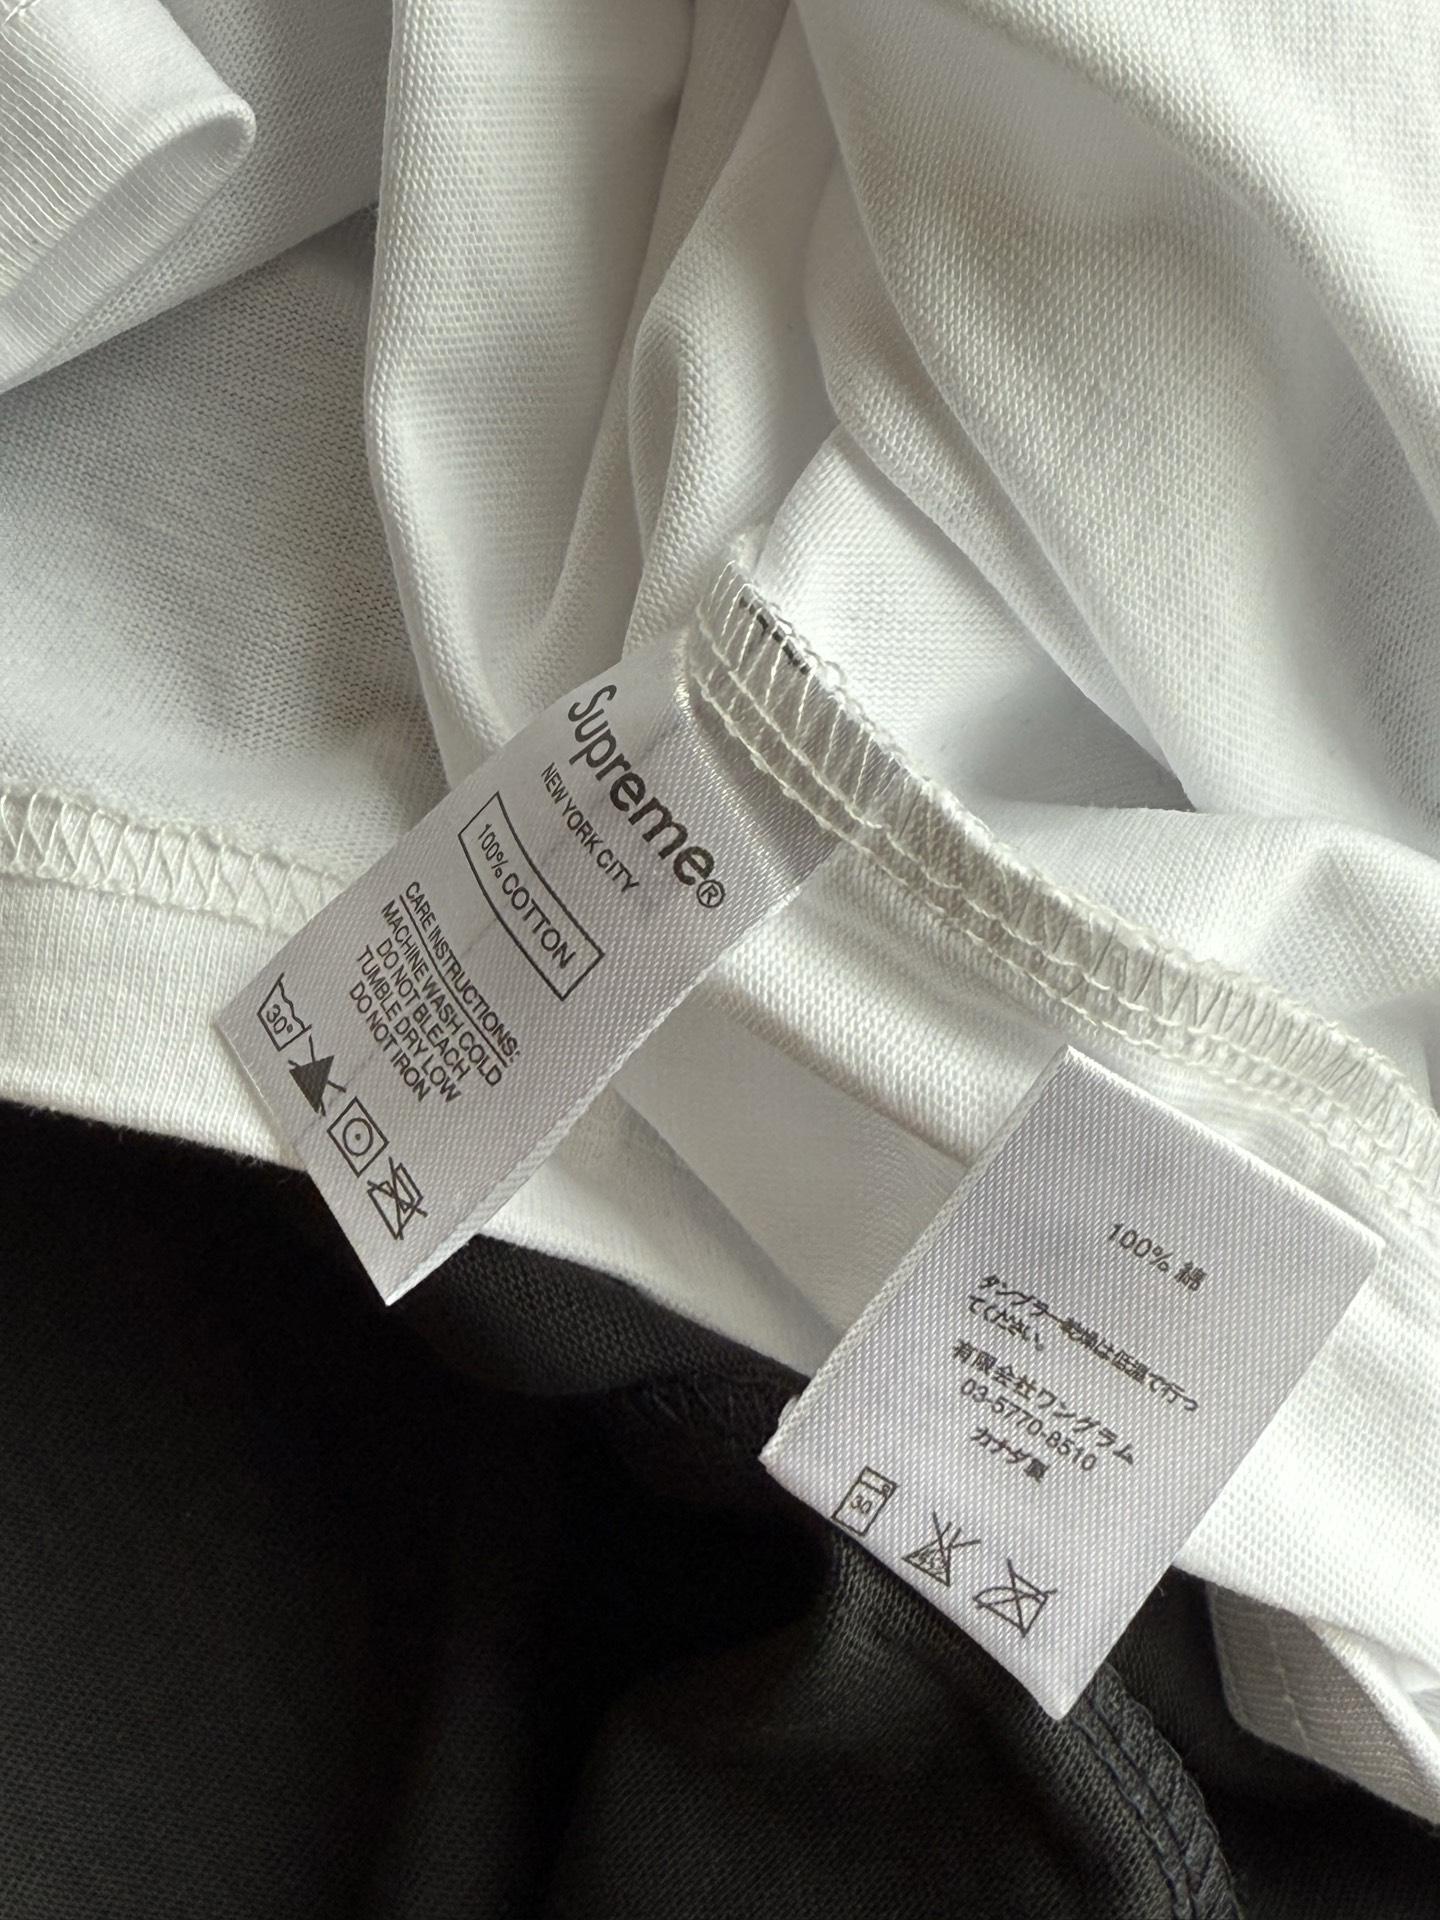 Supreme®
NEW YORK CITY
100% COTTON
CARE INSTRUCTIONS:
MACHINE WASH COLD
DO NOT BLEACH
TUMBLE DRY LOW
DO NOT IRON
30°
100% 綿
タンブラー乾燥は低温で行っ
てください。
有限会社ワングラム
03-5770-8510
カナダ製
30